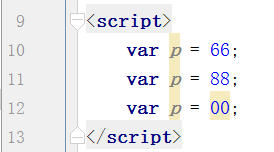 9 <script>
10 var p = 66;
11 var p = 88;
12 var p = 00;
13 </script>